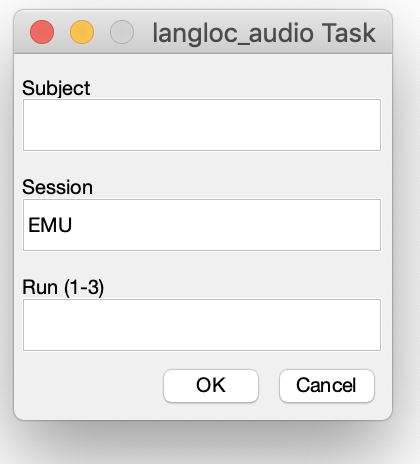 langloc_audio Task
Subject
Session
EMU
Run (1-3)
OK Cancel